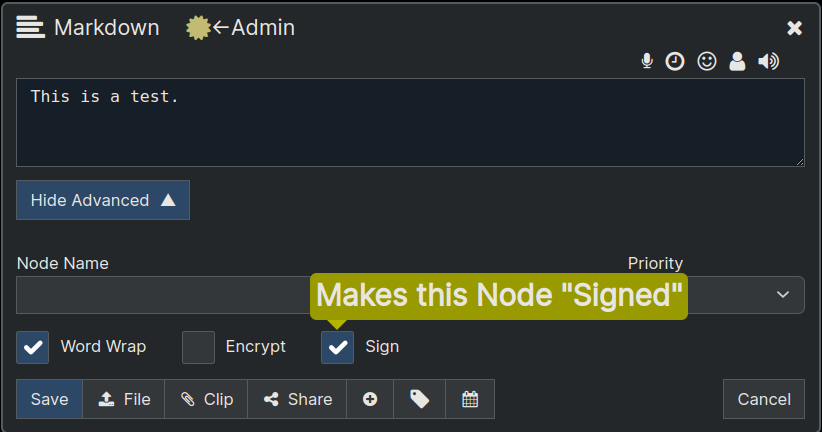 Markdown ←Admin
This is a test.
Hide Advanced ▲
Node Name Priority
Makes this Node "Signed"
Word Wrap Encrypt Sign
Save File Clip Share Cancel